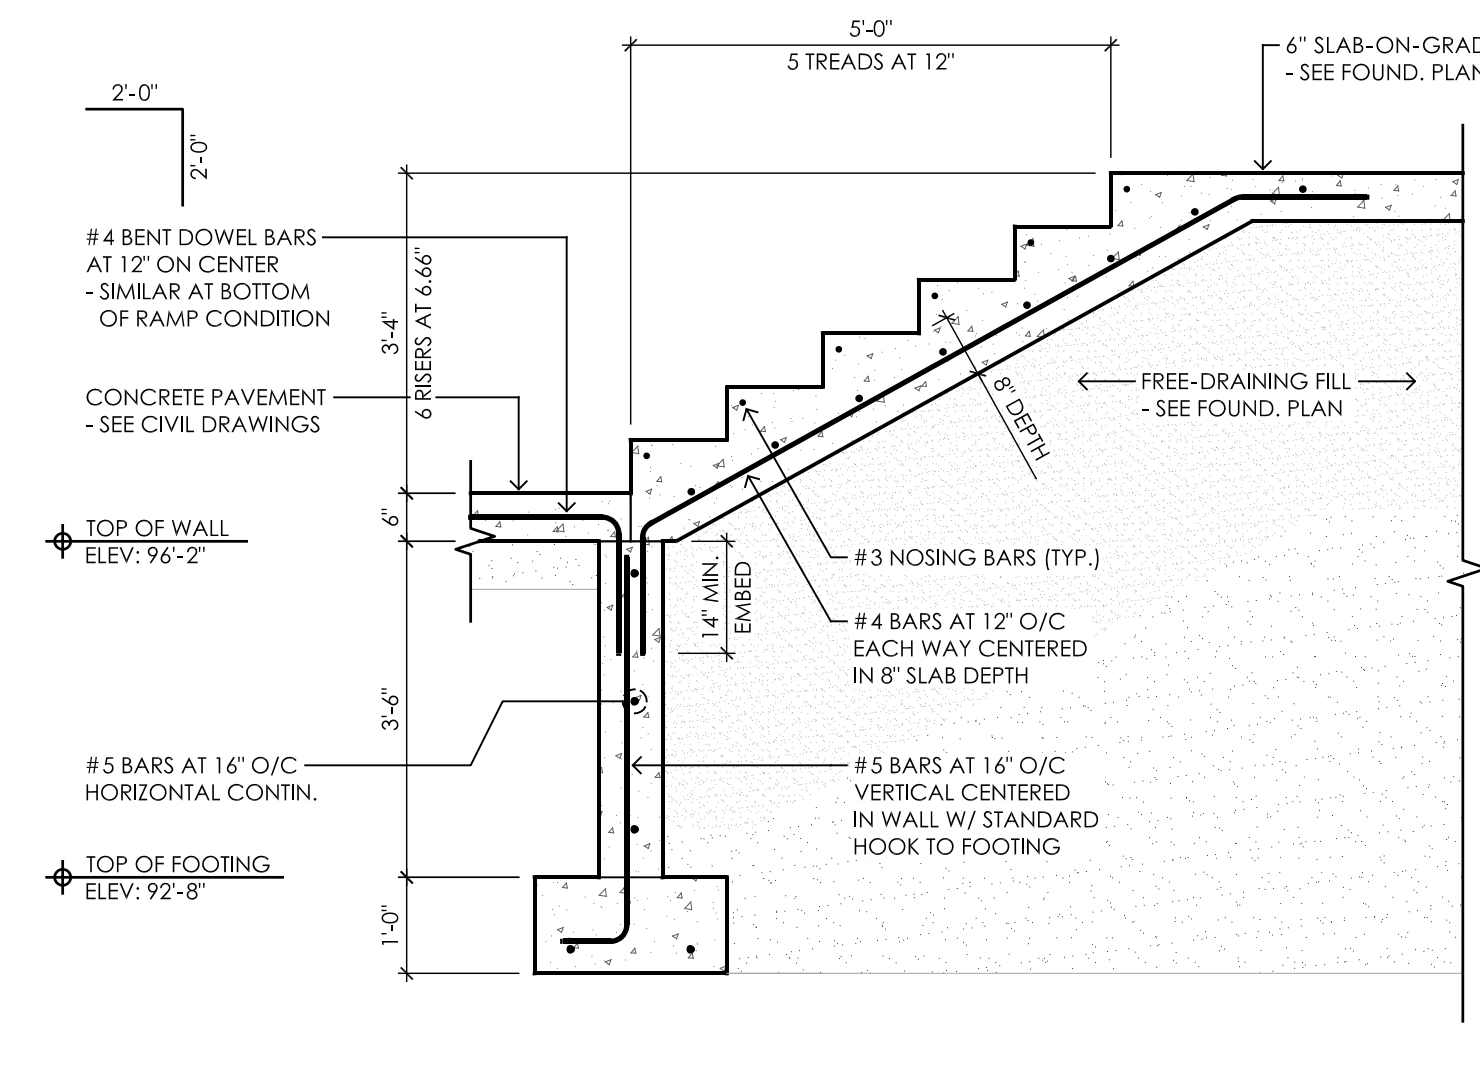 5'-0"
5 TREADS AT 12"
6" SLAB-ON-GRAD
- SEE FOUND. PLAN
2'-0"
2'-0"
#4 BENT DOWEL BARS
AT 12" ON CENTER
- SIMILAR AT BOTTOM
OF RAMP CONDITION
3'-4"
6 RISERS AT 6.66"
CONCRETE PAVEMENT
- SEE CIVIL DRAWINGS
8" DEPTH
FREE-DRAINING FILL
- SEE FOUND. PLAN
6"
TOP OF WALL
ELEV: 96'-2"
14" MIN.
EMBED
#3 NOSING BARS (TYP.)
#4 BARS AT 12" O/C
EACH WAY CENTERED
IN 8" SLAB DEPTH
3'-6"
#5 BARS AT 16" O/C
HORIZONTAL CONTIN.
#5 BARS AT 16" O/C
VERTICAL CENTERED
IN WALL W/ STANDARD
HOOK TO FOOTING
TOP OF FOOTING
ELEV: 92'-8"
1'-0"